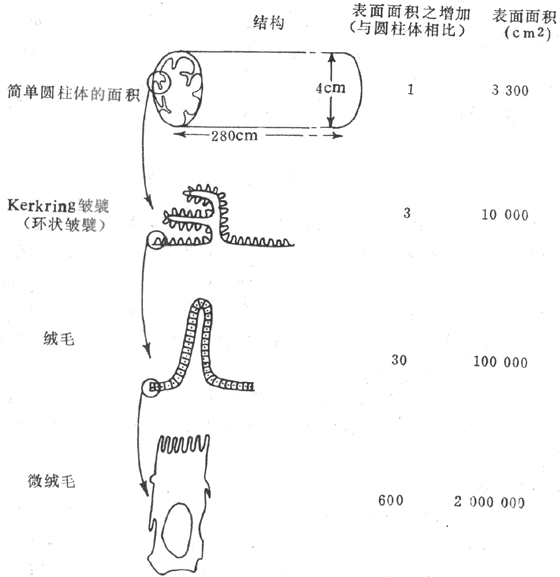 结构
表面面积之增加
(与圆柱体相比)
表面面积
(cm2)
简单圆柱体的面积
4cm
280cm
1
3 300
Kerkring皱襞
(环状皱襞)
3
10 000
绒毛
30
100 000
微绒毛
600
2 000 000